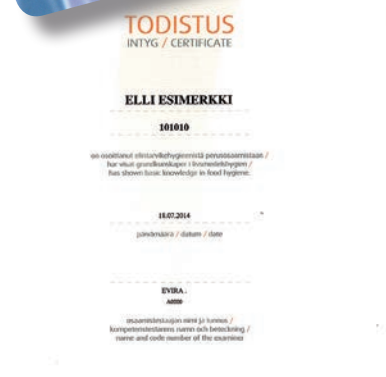 TODISTUS
INTYG / CERTIFICATE
ELLI ESIMERKKI
101010
on osoittanut elintarvikehygieenistä perusosaamistaan /
har visat grundkunskaper i livsmedelshygien /
has shown basic knowledge in food hygiene.
18.07.2014
päivämäärä / datum / date
EVIRA
osaamistestaajan nimi ja tunnus /
kompetenstestarens namn och beteckning /
name and code number of the examiner